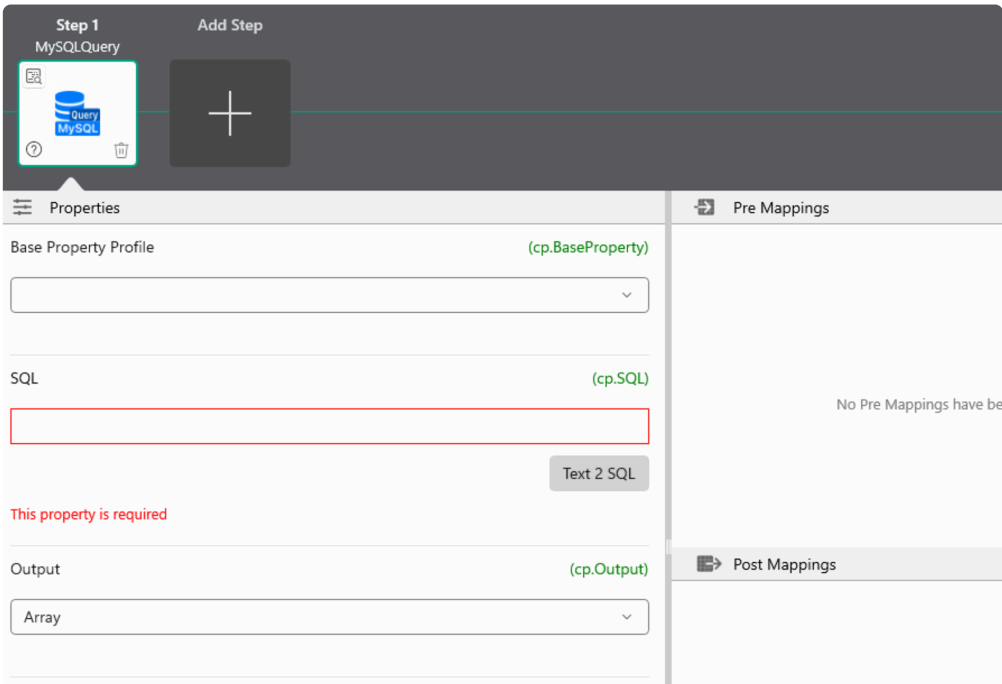 Step 1
MySQLQuery
Add Step
Query
MySQL
?
Properties
Pre Mappings
Base Property Profile
(cp.BaseProperty)
SQL
(cp.SQL)
No Pre Mappings have be
Text 2 SQL
This property is required
Post Mappings
Output
(cp.Output)
Array